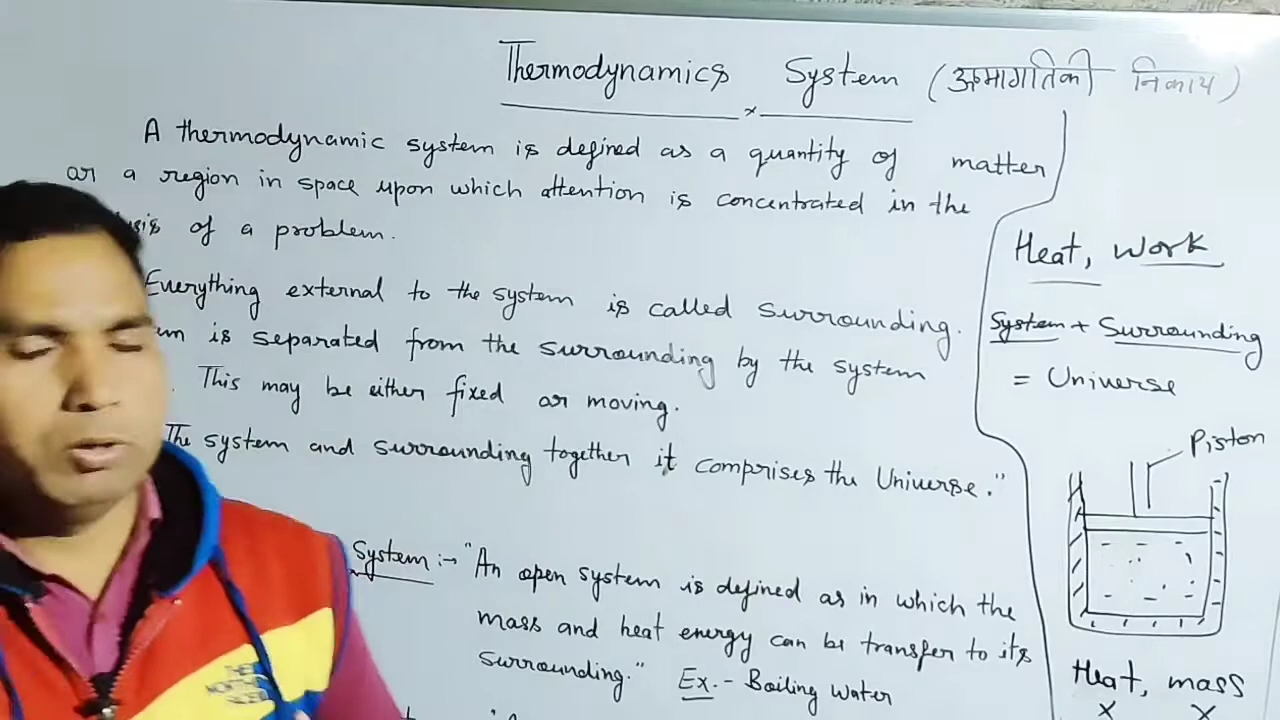 Thermodynamics System (ऊष्मागतिकी निकाय)
A thermodynamic system is defined as a quantity of matter
or a region in space upon which attention is concentrated in the
of a problem.
Everything external to the system is called surrounding.
is separated from the surrounding by the system
This may be either fixed or moving.
The system and surrounding together it comprises the Universe."
System :- "An open system is defined as in which the
mass and heat energy can be transfer to its
surrounding." Ex. - Boiling water
Heat, Work
System + Surrounding
= Universe
Piston
Heat, mass
x x